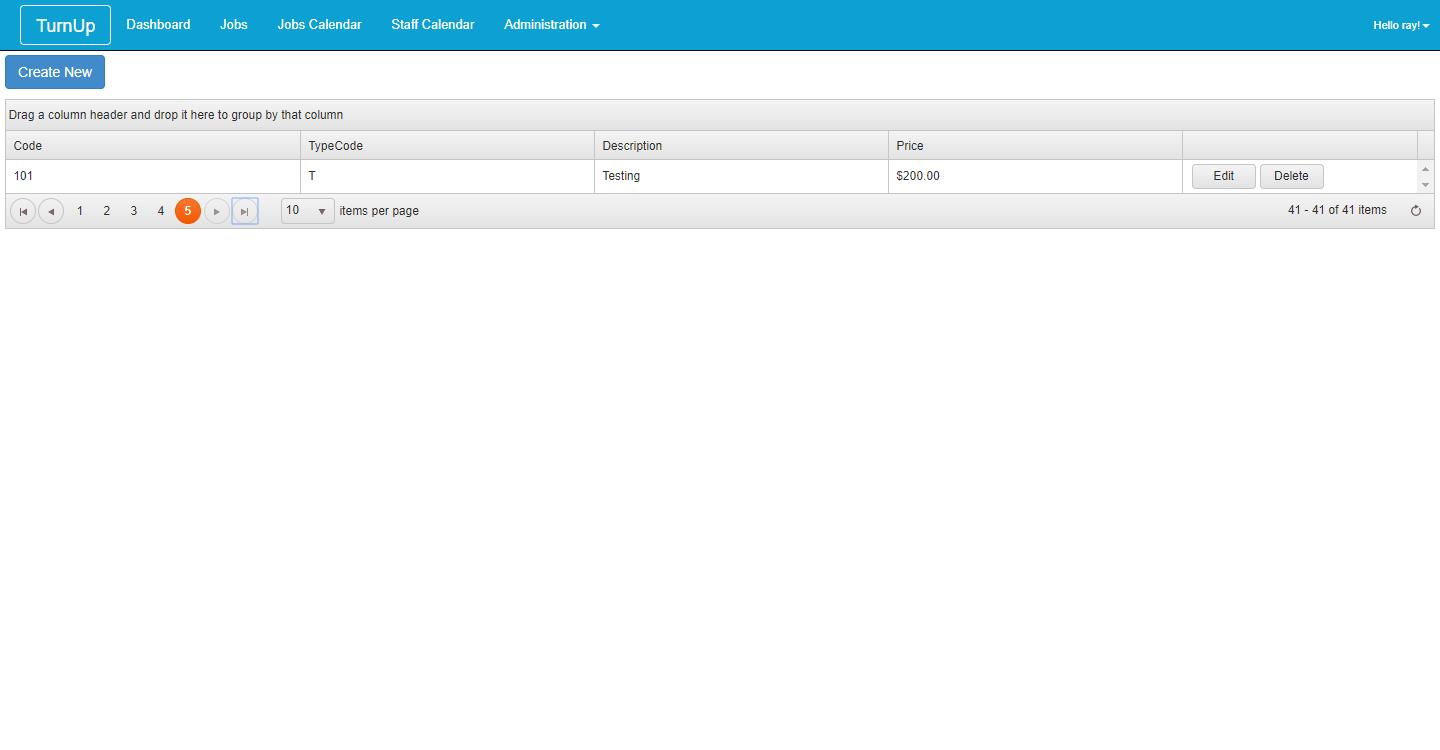 TurnUp Dashboard Jobs Jobs Calendar Staff Calendar Administration Hello ray!
Create New
Drag a column header and drop it here to group by that column
Code TypeCode Description Price
101 T Testing $200.00 Edit Delete
1 2 3 4 5 10 items per page 41 - 41 of 41 items